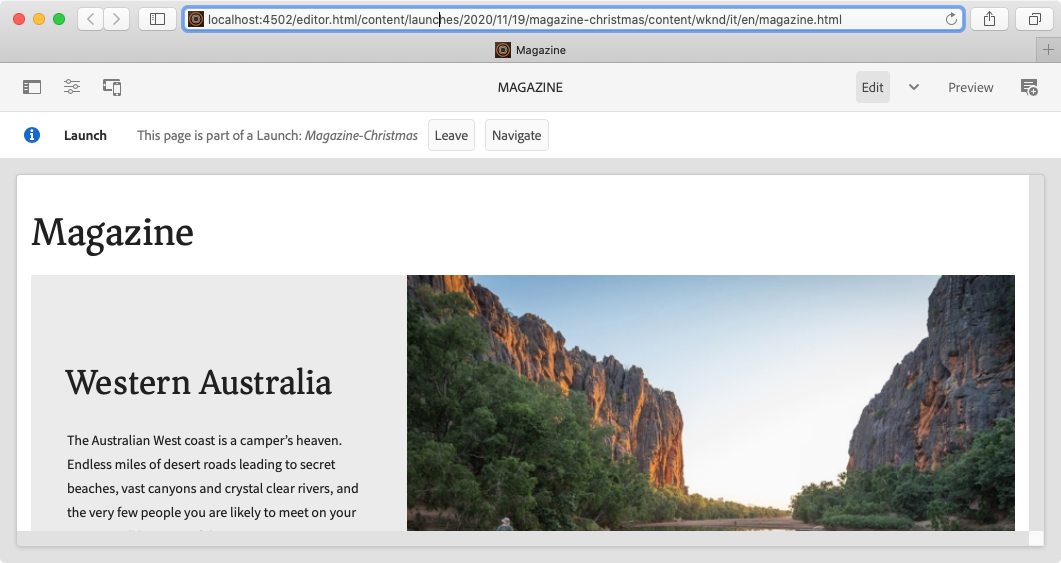 localhost:4502/editor.html/content/launches/2020/11/19/magazine-christmas/content/wknd/it/en/magazine.html
Magazine
MAGAZINE
Edit
Preview
Launch
This page is part of a Launch: Magazine-Christmas
Leave
Navigate
Magazine
Western Australia
The Australian West coast is a camper’s heaven.
Endless miles of desert roads leading to secret
beaches, vast canyons and crystal clear rivers, and
the very few people you are likely to meet on your